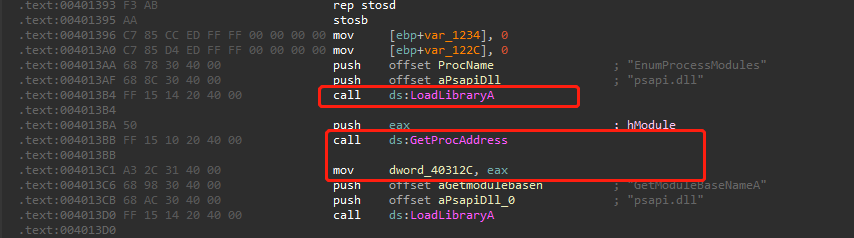 .text:00401393 F3 AB rep stosd
.text:00401395 AA stosb
.text:00401396 C7 85 CC ED FF FF 00 00 00 00 mov [ebp+var_1234], 0
.text:004013A0 C7 85 D4 ED FF FF 00 00 00 00 mov [ebp+var_122C], 0
.text:004013AA 68 78 30 40 00 push offset ProcName ; "EnumProcessModules"
.text:004013AF 68 8C 30 40 00 push offset aPsapiDll ; "psapi.dll"
.text:004013B4 FF 15 14 20 40 00 call ds:LoadLibraryA
.text:004013B4
.text:004013BA 50 push eax ; hModule
.text:004013BB FF 15 10 20 40 00 call ds:GetProcAddress
.text:004013BB
.text:004013C1 A3 2C 31 40 00 mov dword_40312C, eax
.text:004013C6 68 98 30 40 00 push offset aGetmodulebasen ; "GetModuleBaseNameA"
.text:004013CB 68 AC 30 40 00 push offset aPsapiDll_0 ; "psapi.dll"
.text:004013D0 FF 15 14 20 40 00 call ds:LoadLibraryA
.text:004013D0